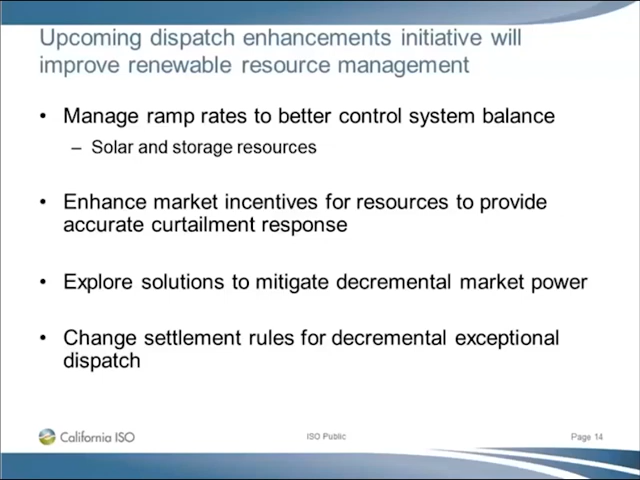 Upcoming dispatch enhancements initiative will
improve renewable resource management
• Manage ramp rates to better control system balance
– Solar and storage resources
• Enhance market incentives for resources to provide
accurate curtailment response
• Explore solutions to mitigate decremental market power
• Change settlement rules for decremental exceptional
dispatch
California ISO
ISO Public
Page 14